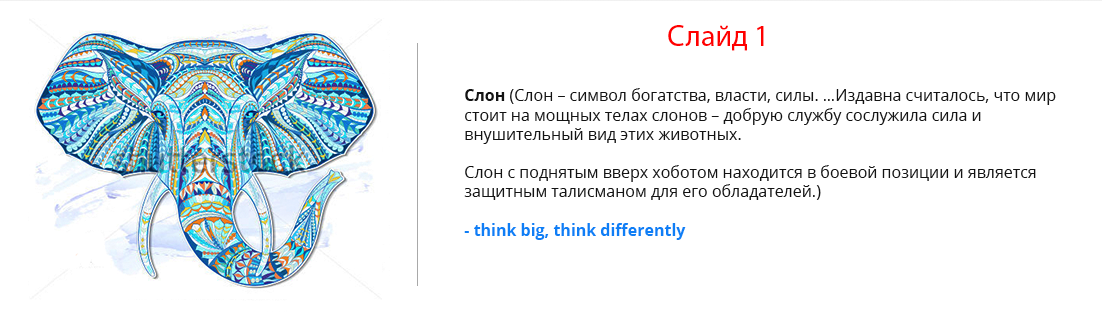 Слайд 1
Слон (Слон – символ богатства, власти, силы. ...Издавна считалось, что мир
стоит на мощных телах слонов – добрую службу сослужила сила и
внушительный вид этих животных.
Слон с поднятым вверх хоботом находится в боевой позиции и является
защитным талисманом для его обладателей.)
- think big, think differently